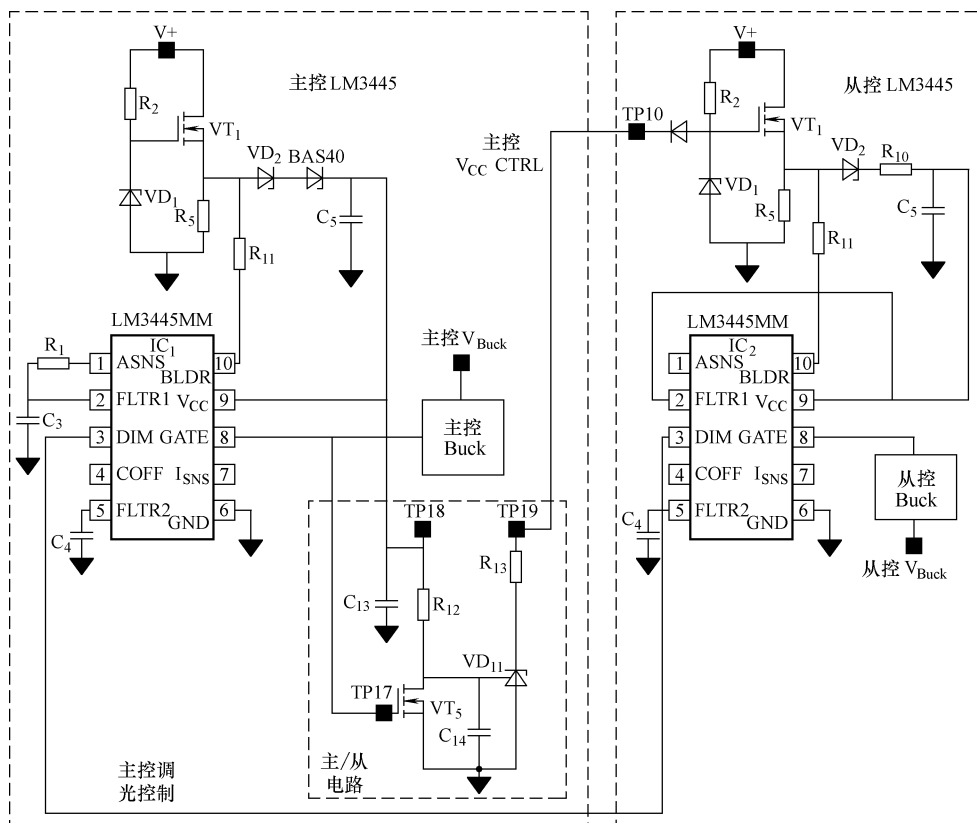 V+
R2
主控 LM3445
VT1
VD2 BAS40
VD1
R5
C5
R11
主控
VCC CTRL
LM3445MM
IC1
R1
1 ASNS
BLDR 10
2 FLTR1
VCC 9
C3
3 DIM GATE 8
4 COFF ISNS 7
5 FLTR2
GND 6
C4
主控 VBuck
主控
Buck
TP18
TP19
R13
C13
R12
VD11
TP17
VT5
C14
主/从
电路
主控调
光控制
V+
从控 LM3445
TP10
R2
VT1
VD2
R10
VD1
R5
C5
R11
LM3445MM
IC2
1 ASNS
BLDR 10
2 FLTR1
VCC 9
3 DIM GATE 8
4 COFF ISNS 7
5 FLTR2
GND 6
C4
从控
Buck
从控 VBuck